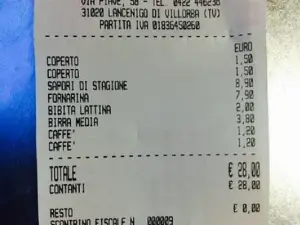 VIA PIAVE, 58 - TEL. 0422 446236
31020 LANCENIGO DI VILLORBA (TV)
PARTITA IVA 01836450260
EURO
COPERTO 1,50
COPERTO 1,50
SAPORI DI STAGIONE 8,90
FORNARINA 7,90
BIBITA LATTINA 2,00
BIRRA MEDIA 3,80
CAFFE' 1,20
CAFFE' 1,20
TOTALE € 28,00
CONTANTI € 28,00
RESTO € 0,00
SCONTRINO FISCALE N. 000009